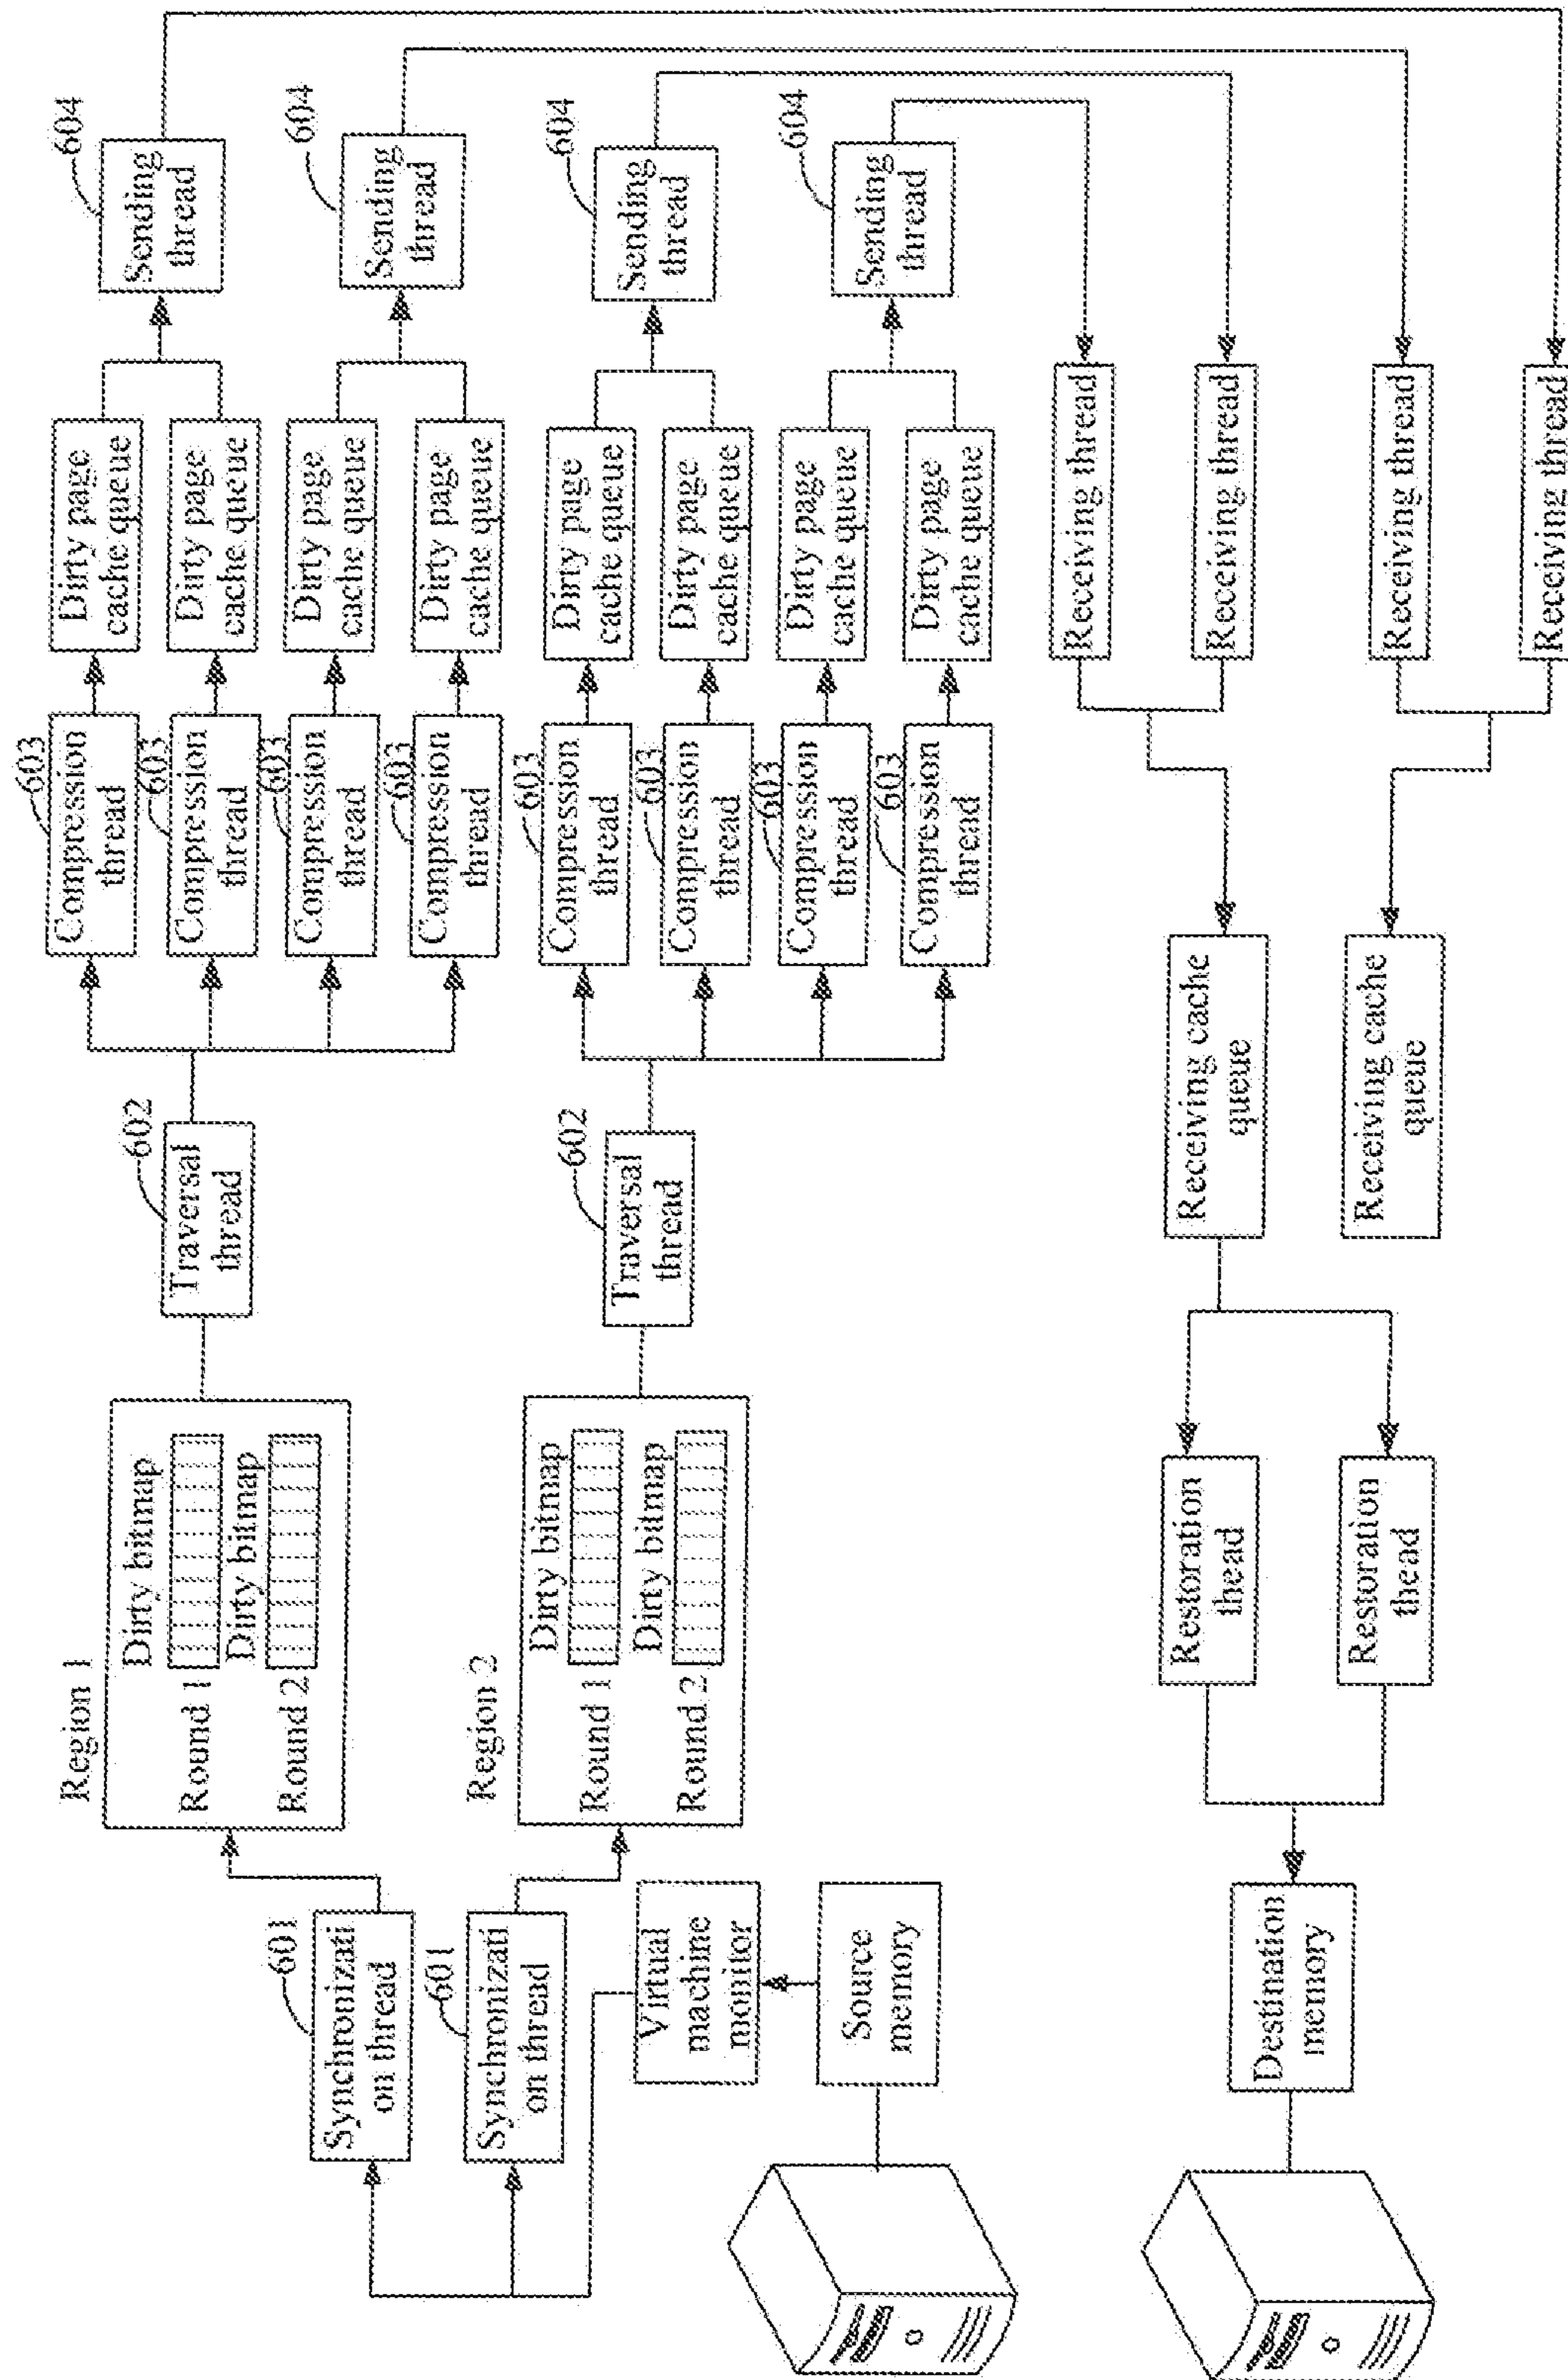 Region 1
Dirty bitmap
Round 1
Dirty bitmap
Round 2
601
Synchronizati
on thread
601
Synchronizati
on thread
Region 2
Dirty bitmap
Round 1
Dirty bitmap
Round 2
Virtual
machine
monitor
Source
memory
602
Traversal
thread
602
Traversal
thread
603
Compression
thread
603
Compression
thread
603
Compression
thread
603
Compression
thread
603
Compression
thread
603
Compression
thread
603
Compression
thread
603
Compression
thread
Dirty page
cache queue
Dirty page
cache queue
Dirty page
cache queue
Dirty page
cache queue
Dirty page
cache queue
Dirty page
cache queue
Dirty page
cache queue
Dirty page
cache queue
604
Sending
thread
604
Sending
thread
604
Sending
thread
604
Sending
thread
Receiving thread
Receiving thread
Receiving thread
Receiving thread
Receiving cache
queue
Receiving cache
queue
Restoration
thead
Restoration
thead
Destination
memory